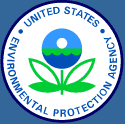 UNITED STATES
ENVIRONMENTAL PROTECTION AGENCY